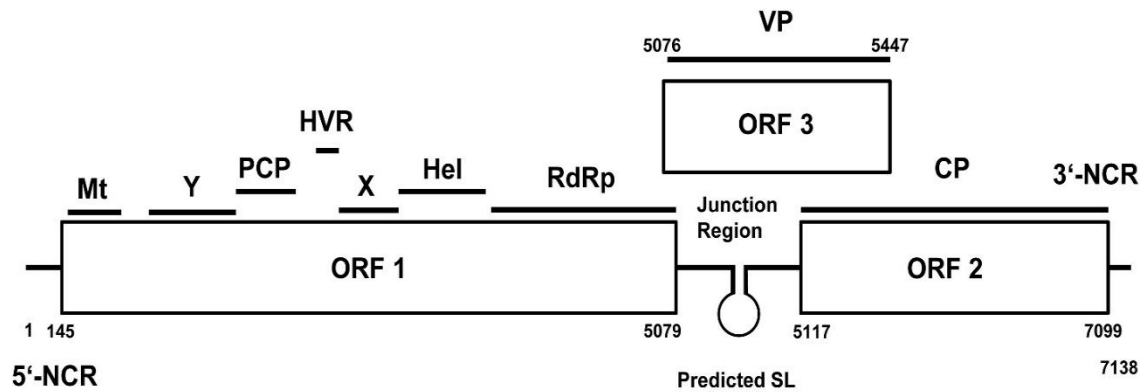 VP
5076 5447
ORF 3
HVR
PCP Hel
Mt Y X RdRp CP 3‘-NCR
Junction
Region
ORF 1 ORF 2
1 145 5079 5117 7099
7138
5‘-NCR Predicted SL